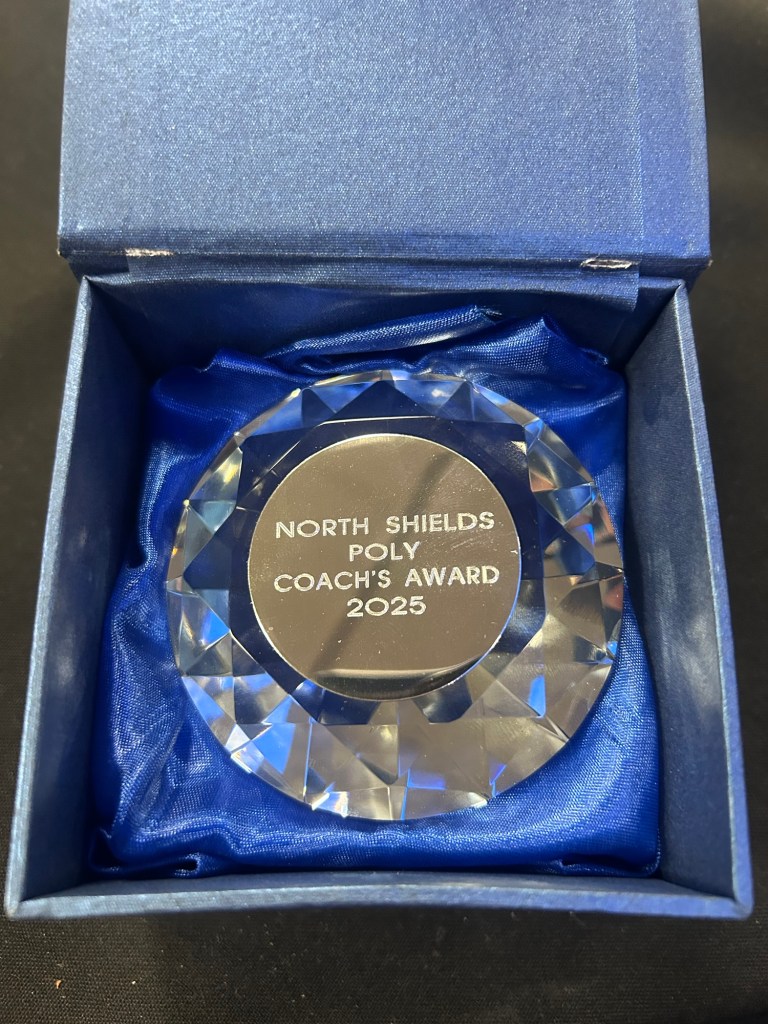 NORTH SHIELDS
POLY
COACH'S AWARD
2025